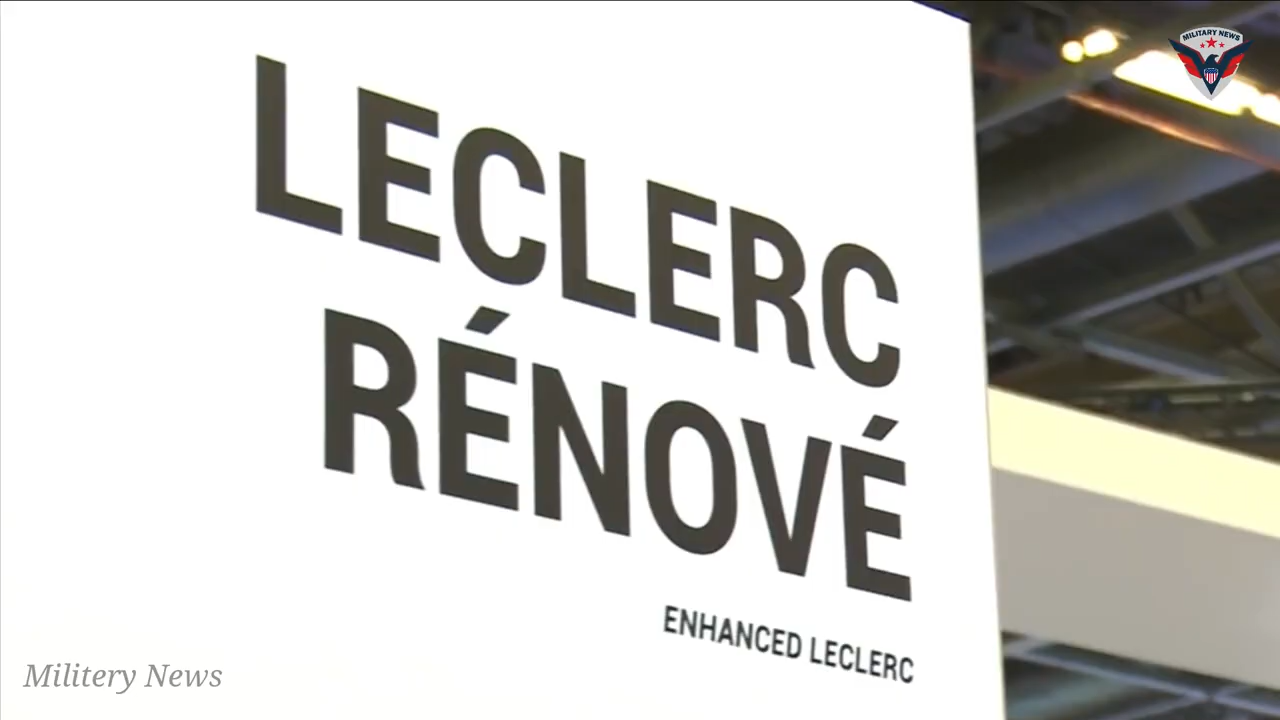 MILITARY NEWS
LECLERC
RÉNOVÉ
ENHANCED LECLERC
Militery News